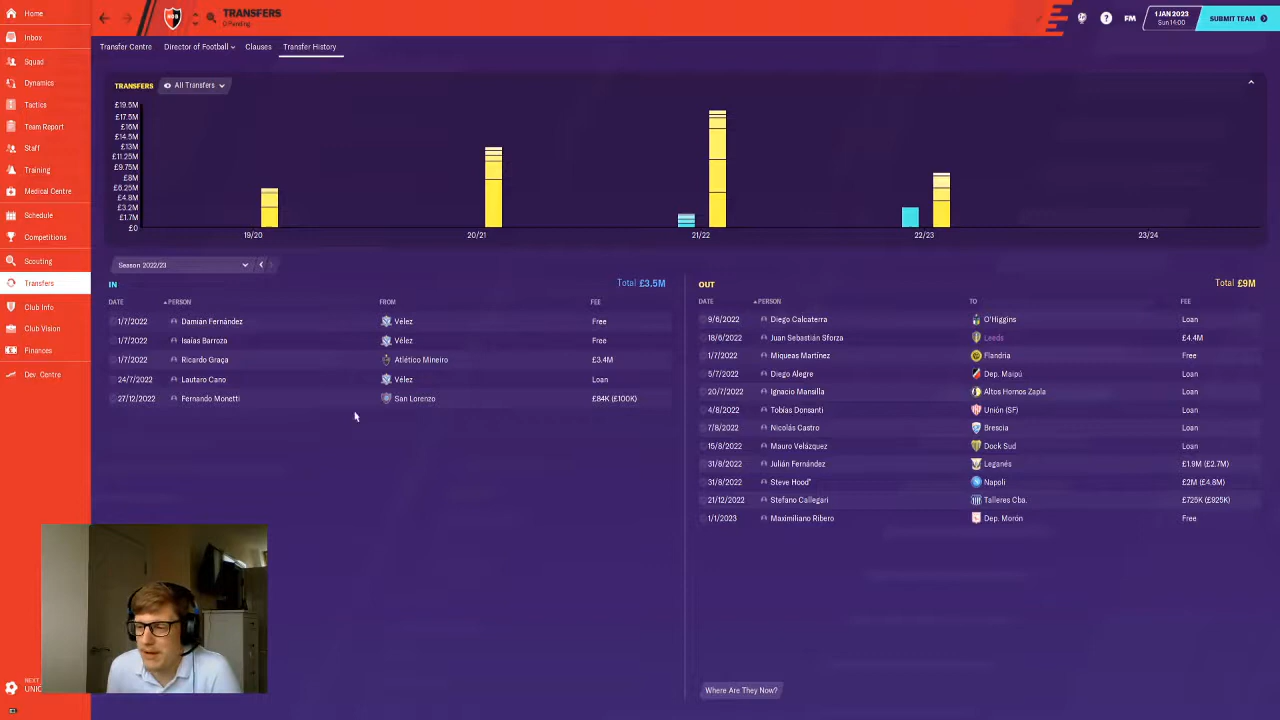 Home
Inbox
Squad
Dynamics
Tactics
Team Report
Staff
Training
Medical Centre
Schedule
Competitions
Scouting
Transfers
Club Info
Club Vision
Finances
Dev. Centre
NEXT
UNIO
NOB
TRANSFERS
0 Pending
FM
1 JAN 2023
Sun 14:00
SUBMIT TEAM
Transfer Centre Director of Football Clauses Transfer History
TRANSFERS All Transfers
£19.5M
£17.5M
£16M
£14.5M
£13M
£11.25M
£9.75M
£8M
£6.25M
£4.8M
£3.2M
£1.7M
£0
19/20 20/21 21/22 22/23 23/24
Season 2022/23
IN Total £3.5M
DATE PERSON FROM FEE
1/7/2022 Damián Fernández Vélez Free
1/7/2022 Isaías Barroza Vélez Free
1/7/2022 Ricardo Graça Atlético Mineiro £3.4M
24/7/2022 Lautaro Cano Vélez Loan
27/12/2022 Fernando Monetti San Lorenzo £84K (£100K)
OUT Total £9M
DATE PERSON TO FEE
9/6/2022 Diego Calcaterra O'Higgins Loan
18/6/2022 Juan Sebastián Sforza Leeds £4.4M
1/7/2022 Miqueas Martínez Flandria Free
5/7/2022 Diego Alegre Dep. Maipú Loan
20/7/2022 Ignacio Mansilla Altos Hornos Zapla Loan
4/8/2022 Tobías Donsanti Unión (SF) Loan
7/8/2022 Nicolás Castro Brescia Loan
15/8/2022 Mauro Velázquez Dock Sud Loan
31/8/2022 Julián Fernández Leganés £1.9M (£2.7M)
31/8/2022 Steve Hood* Napoli £2M (£4.8M)
21/12/2022 Stefano Callegari Talleres Cba. £725K (£925K)
1/1/2023 Maximiliano Ribero Dep. Morón Free
Where Are They Now?